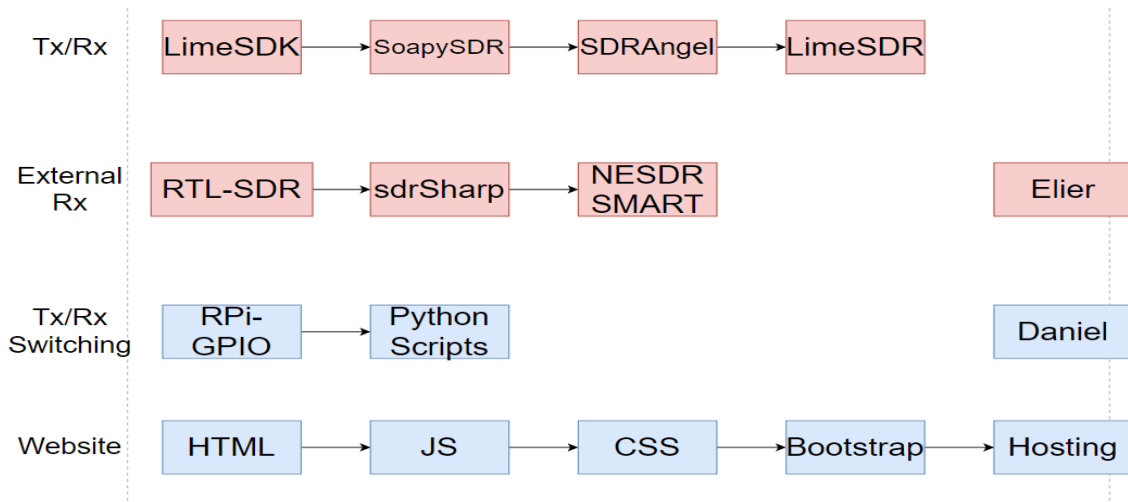 Tx/Rx
LimeSDK
SoapySDR
SDRAngel
LimeSDR
External
Rx
RTL-SDR
sdrSharp
NESDR
SMART
Elier
Tx/Rx
Switching
RPi-
GPIO
Python
Scripts
Daniel
Website
HTML
JS
CSS
Bootstrap
Hosting